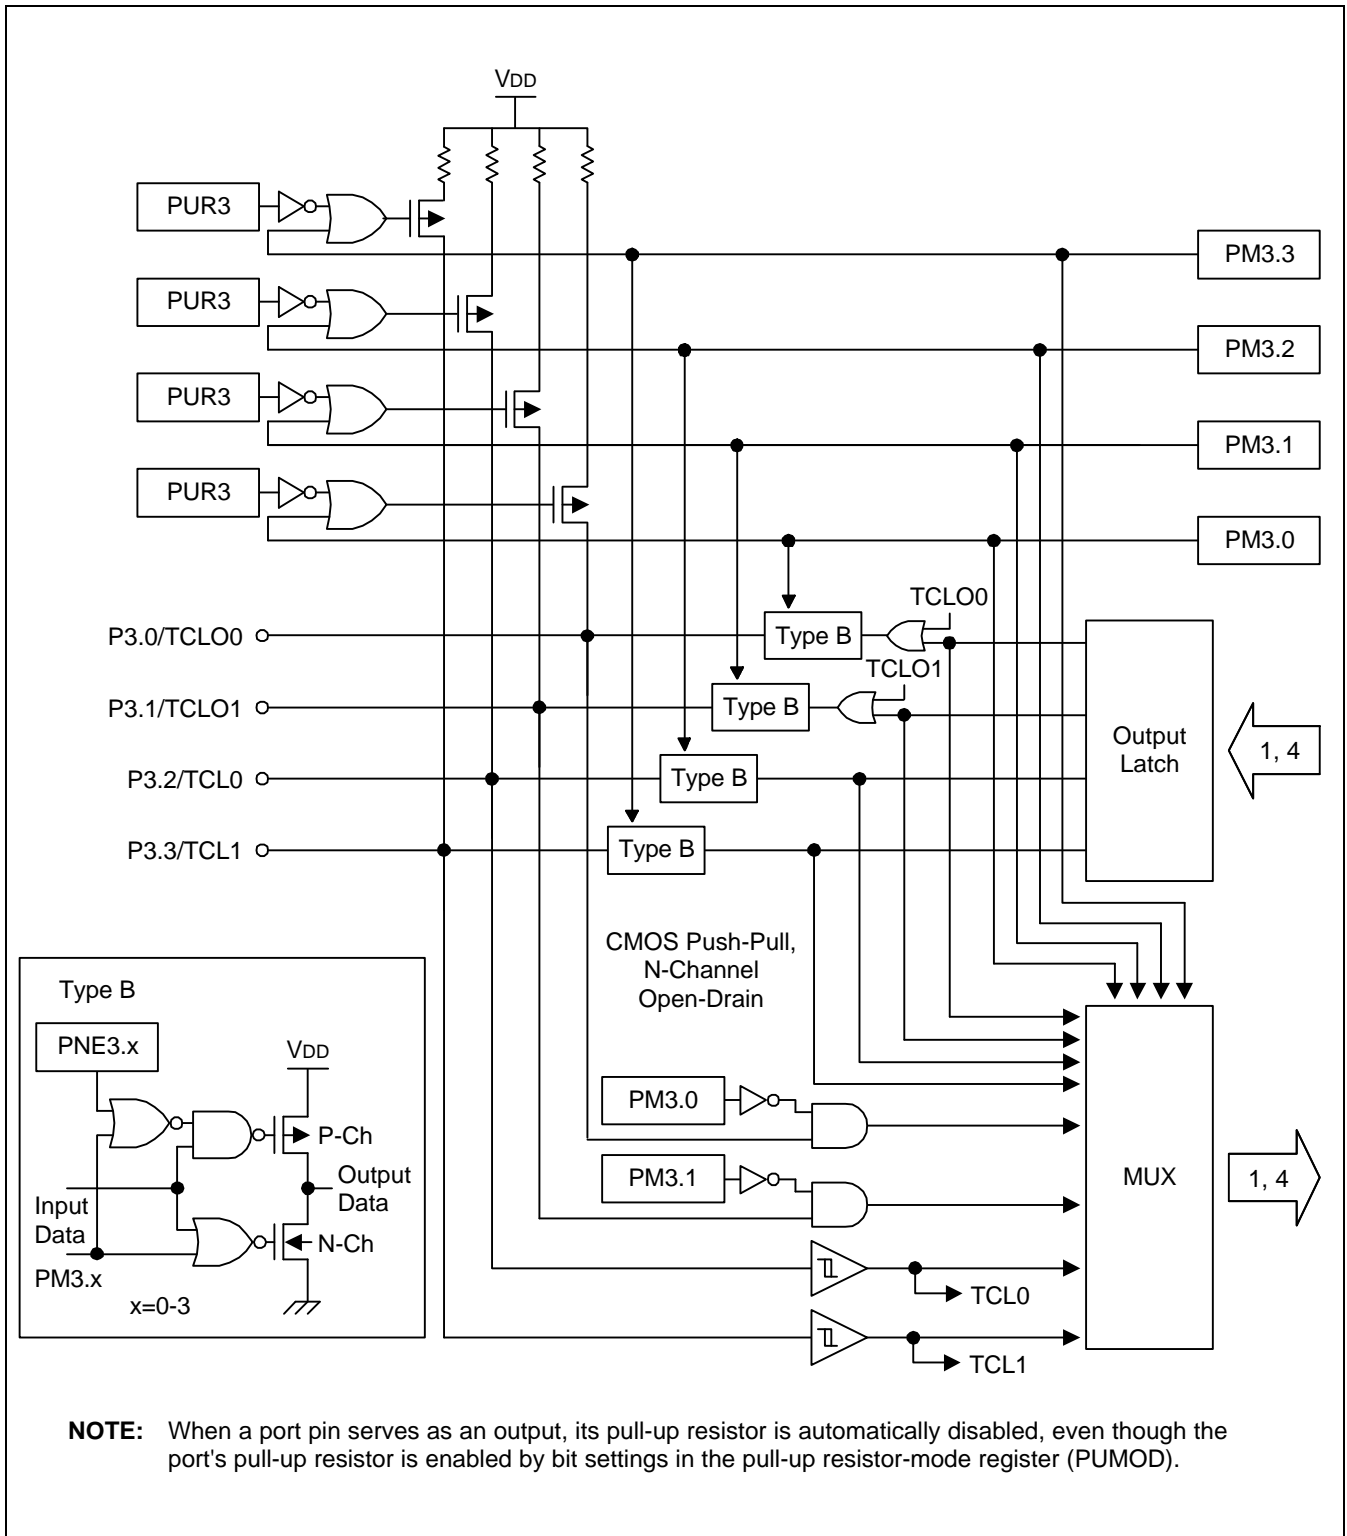 VDD
PUR3
PM3.3
PUR3
PM3.2
PUR3
PM3.1
PUR3
PM3.0
TCLO0
P3.0/TCLO0
Type B
TCLO1
P3.1/TCLO1
Type B
Output
Latch
1, 4
P3.2/TCL0
Type B
P3.3/TCL1
Type B
CMOS Push-Pull,
N-Channel
Open-Drain
Type B
PNE3.x
VDD
P-Ch
Output
Data
Input
Data
N-Ch
PM3.x
x=0-3
PM3.0
PM3.1
MUX
1, 4
TCL0
TCL1
NOTE: When a port pin serves as an output, its pull-up resistor is automatically disabled, even though the
port's pull-up resistor is enabled by bit settings in the pull-up resistor-mode register (PUMOD).